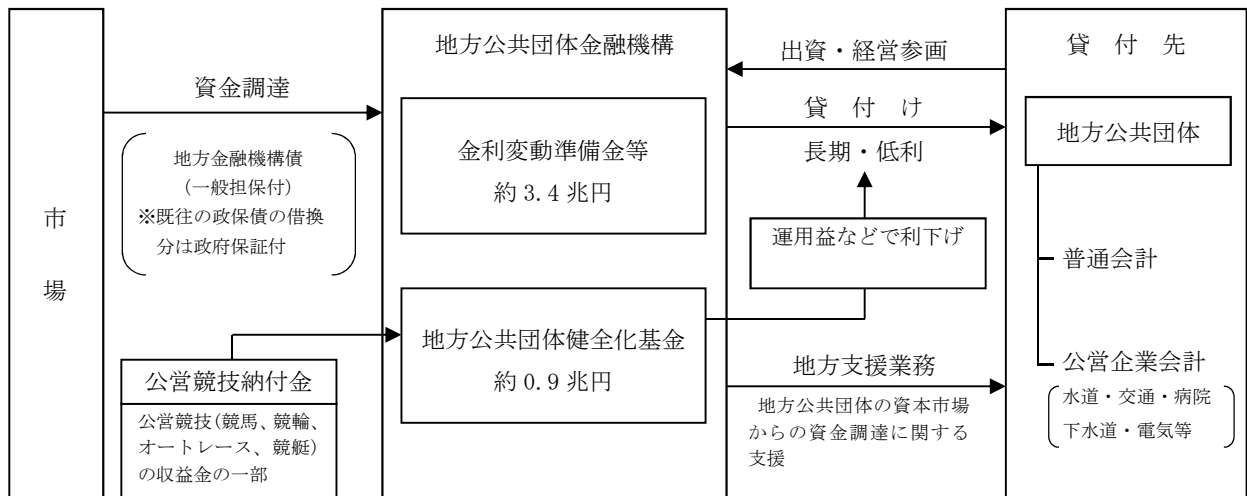 市
場
資金調達
地方金融機構債
(一般担保付)
※既往の政保債の借換
分は政府保証付
公営競技納付金
公営競技(競馬、競輪、
オートレース、競艇)
の収益金の一部
地方公共団体金融機構
金利変動準備金等
約 3.4 兆円
地方公共団体健全化基金
約 0.9 兆円
出資・経営参画
貸 付 け
長期・低利
運用益などで利下げ
地方支援業務
地方公共団体の資本市場
からの資金調達に関する
支援
貸 付 先
地方公共団体
普通会計
公営企業会計
水道・交通・病院
下水道・電気等